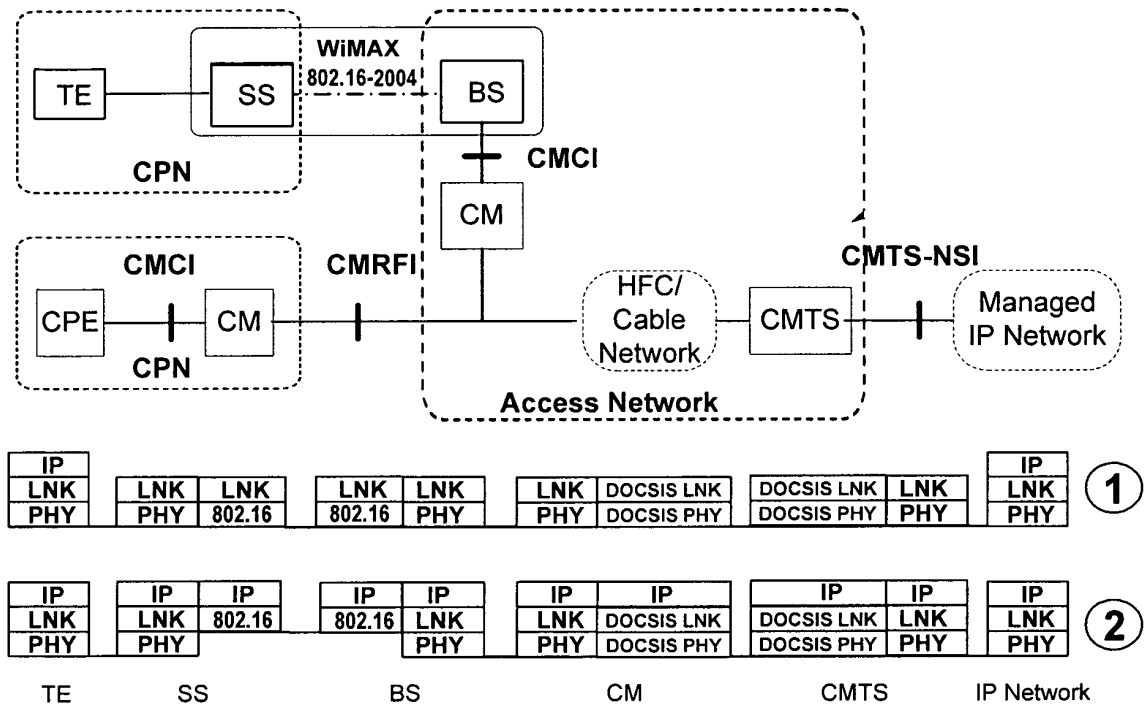 WiMAX
802.16-2004
TE
SS
BS
CPN
CMCI
CM
CMCI
CMRFI
CMTS-NSI
CPE
CM
HFC/
Cable
Network
CMTS
Managed
IP Network
CPN
Access Network
IP IP
LNK LNK LNK LNK LNK LNK DOCSIS LNK DOCSIS LNK LNK LNK 1
PHY PHY 802.16 802.16 PHY PHY DOCSIS PHY DOCSIS PHY PHY PHY
IP IP IP IP IP IP IP IP IP IP
LNK LNK 802.16 802.16 LNK LNK DOCSIS LNK DOCSIS LNK LNK LNK 2
PHY PHY PHY PHY DOCSIS PHY DOCSIS PHY PHY PHY
TE SS BS CM CMTS IP Network